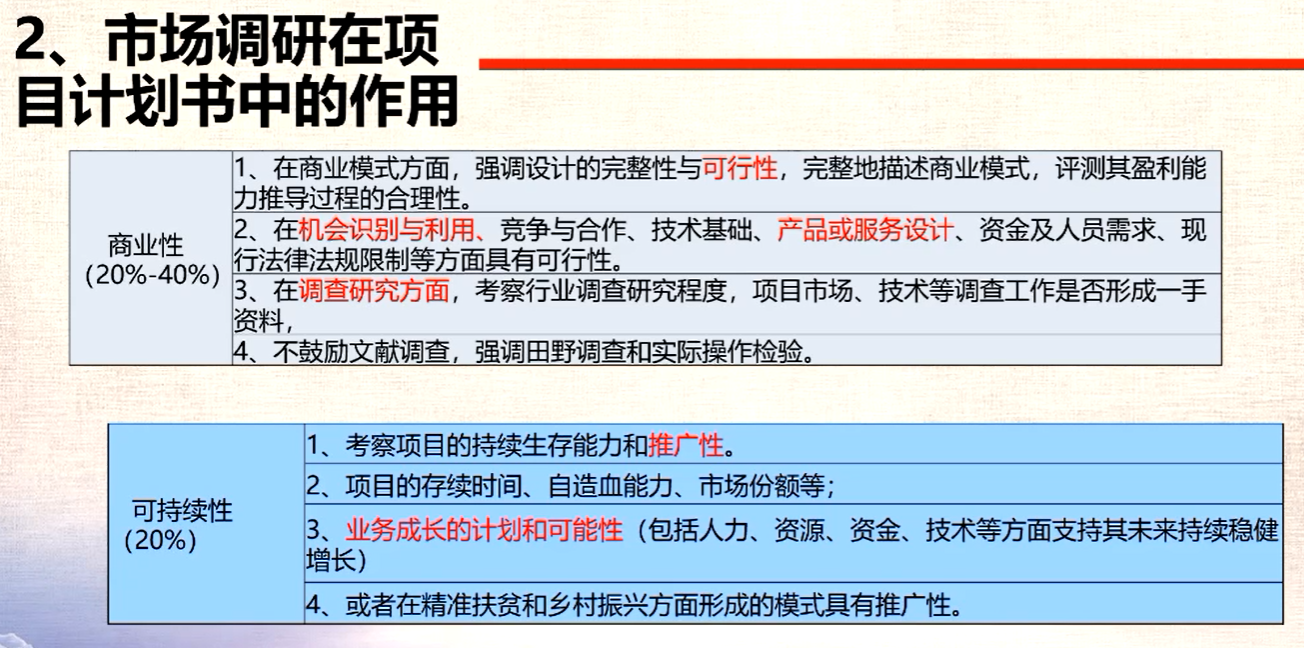 2、市场调研在项
目计划书中的作用
商业性
(20%-40%)
1、在商业模式方面，强调设计的完整性与可行性，完整地描述商业模式，评测其盈利能
力推导过程的合理性。
2、在机会识别与利用、竞争与合作、技术基础、产品或服务设计、资金及人员需求、现
行法律法规限制等方面具有可行性。
3、在调查研究方面，考察行业调查研究程度，项目市场、技术等调查工作是否形成一手
资料，
4、不鼓励文献调查，强调田野调查和实际操作检验。
可持续性
(20%)
1、考察项目的持续生存能力和推广性。
2、项目的存续时间、自造血能力、市场份额等；
3、业务成长的计划和可能性（包括人力、资源、资金、技术等方面支持其未来持续稳健
增长）
4、或者在精准扶贫和乡村振兴方面形成的模式具有推广性。